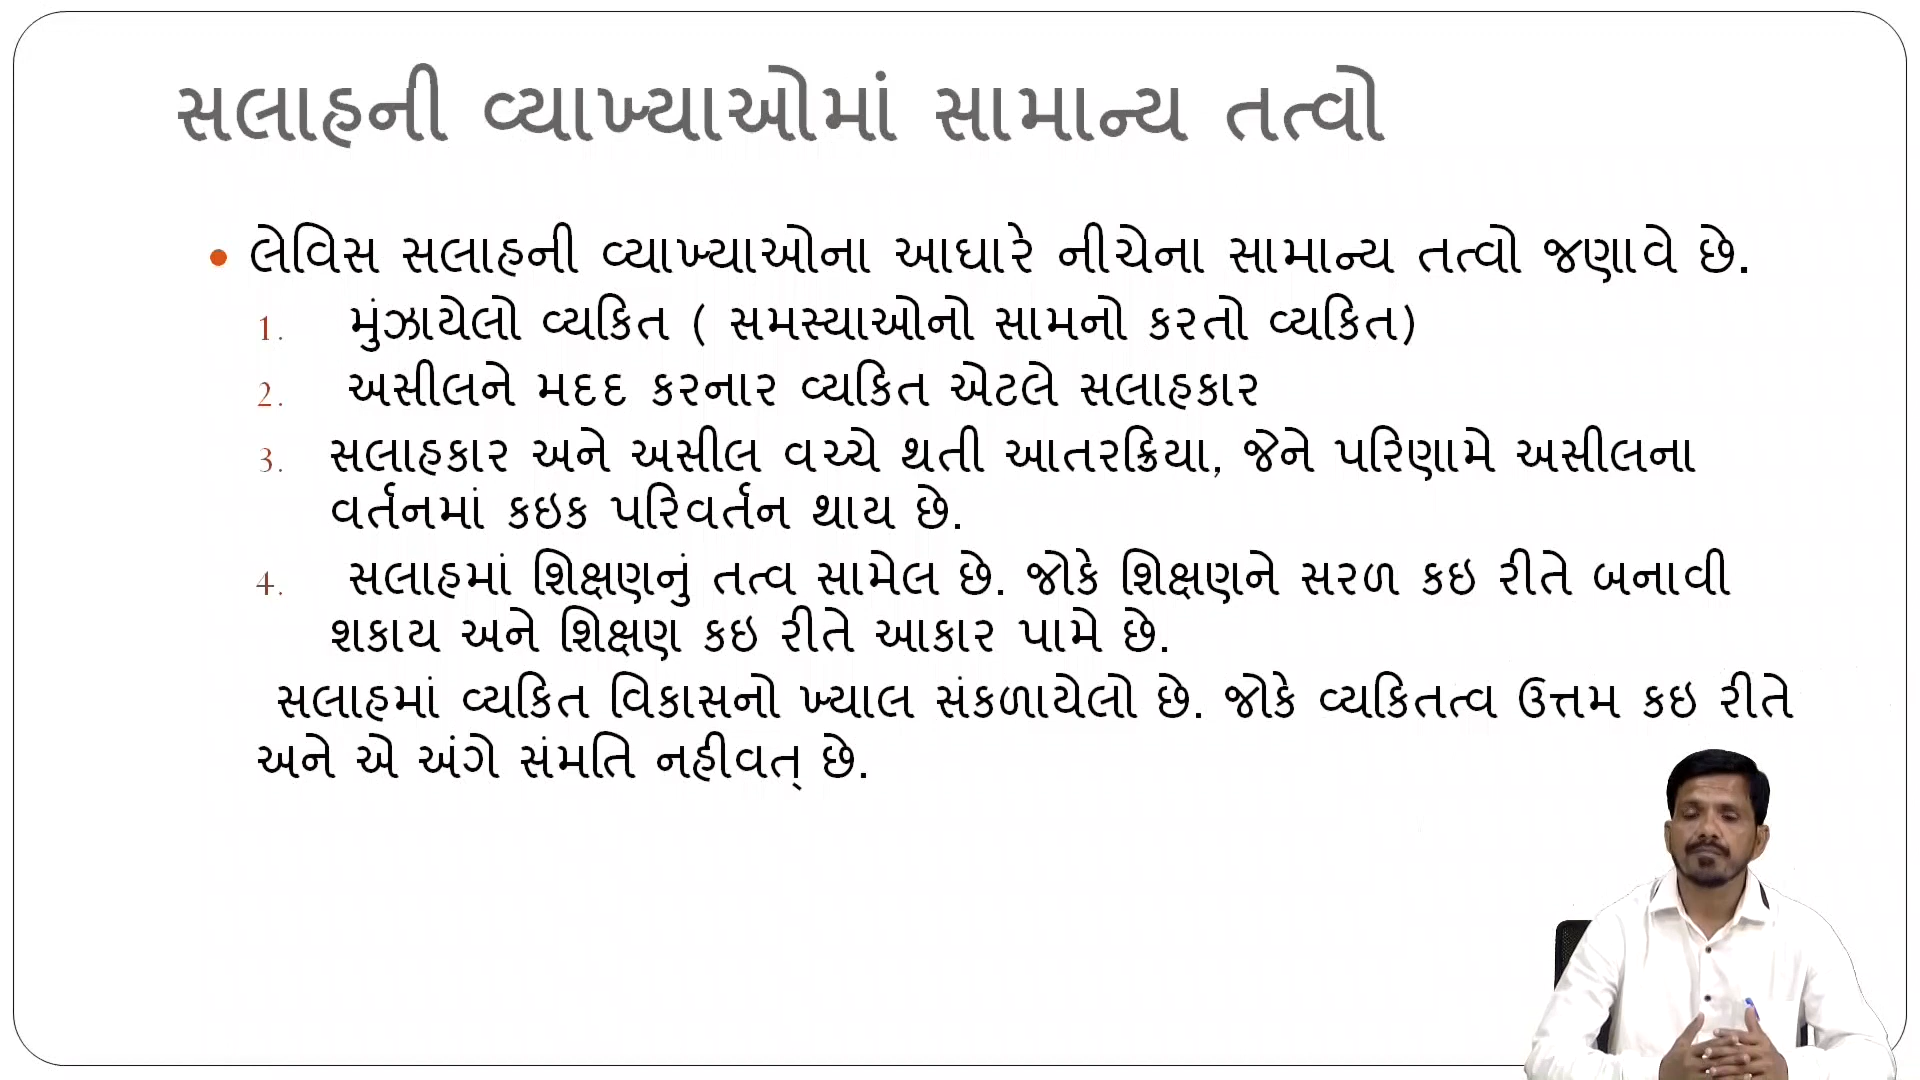 સલાહની વ્યાખ્યાઓમાં સામાન્ય તત્વો
• લેવિસ સલાહની વ્યાખ્યાઓના આધારે નીચેના સામાન્ય તત્વો જણાવે છે.
1. મુંઝાયેલો વ્યકિત ( સમસ્યાઓનો સામનો કરતો વ્યકિત)
2. અસીલને મદદ કરનાર વ્યકિત એટલે સલાહકાર
3. સલાહકાર અને અસીલ વચ્ચે થતી આતરક્રિયા, જેને પરિણામે અસીલના
વર્તનમાં કઇક પરિવર્તન થાય છે.
4. સલાહમાં શિક્ષણનું તત્વ સામેલ છે. જોકે શિક્ષણને સરળ કઇ રીતે બનાવી
શકાય અને શિક્ષણ કઇ રીતે આકાર પામે છે.
સલાહમાં વ્યકિત વિકાસનો ખ્યાલ સંકળાયેલો છે. જોકે વ્યકિતત્વ ઉત્તમ કઇ રીતે
અને એ અંગે સંમતિ નહીવત્ છે.